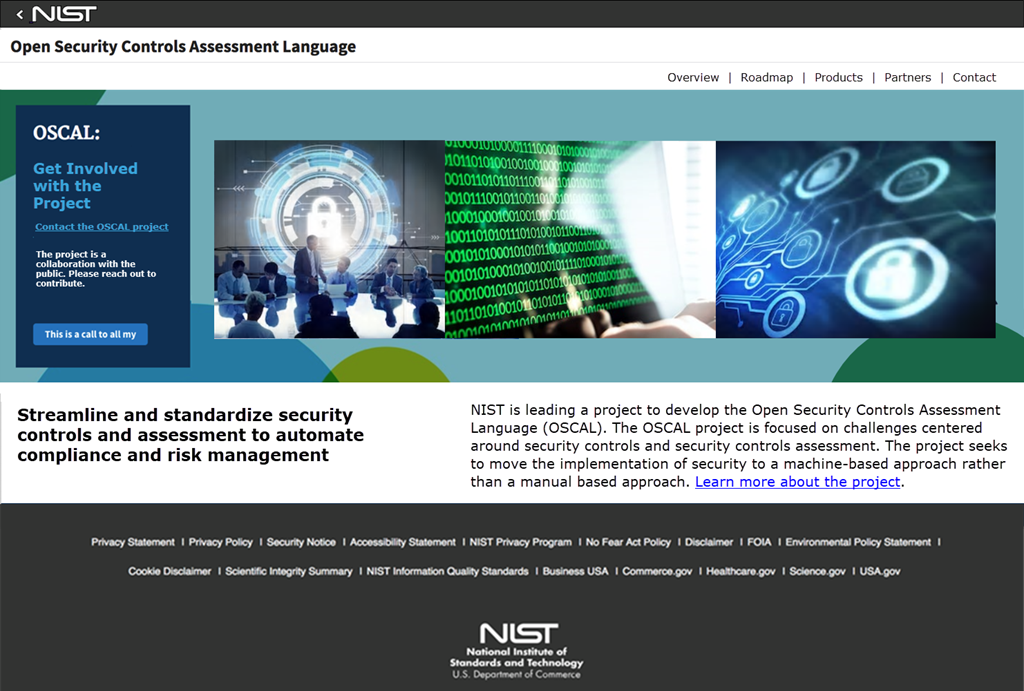 < NIST
Open Security Controls Assessment Language
Overview | Roadmap | Products | Partners | Contact
OSCAL:
Get Involved
with the
Project
Contact the OSCAL project
The project is a
collaboration with the
public. Please reach out to
contribute.
This is a call to all my
Streamline and standardize security
controls and assessment to automate
compliance and risk management
NIST is leading a project to develop the Open Security Controls Assessment
Language (OSCAL). The OSCAL project is focused on challenges centered
around security controls and security controls assessment. The project seeks
to move the implementation of security to a machine-based approach rather
than a manual based approach. Learn more about the project.
Privacy Statement | Privacy Policy | Security Notice | Accessibility Statement | NIST Privacy Program | No Fear Act Policy | Disclaimer | FOIA | Environmental Policy Statement |
Cookie Disclaimer | Scientific Integrity Summary | NIST Information Quality Standards | Business USA | Commerce.gov | Healthcare.gov | Science.gov | USA.gov
NIST
National Institute of
Standards and Technology
U.S. Department of Commerce